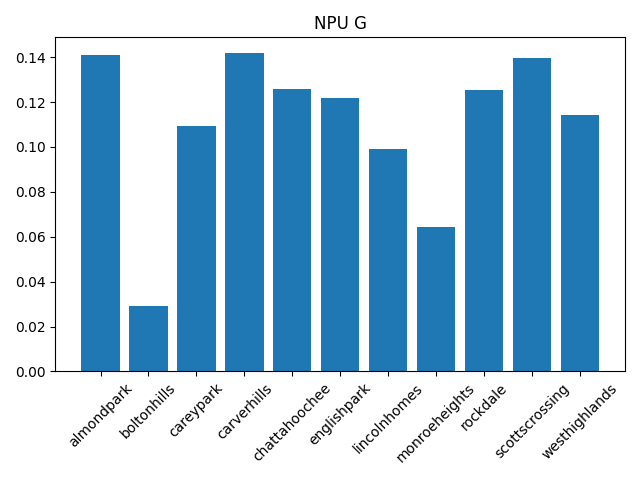 NPU G
0.14
0.12
0.10
0.08
0.06
0.04
0.02
0.00
almondpark
boltonhills
careypark
carverhills
chattahoochee
englishpark
lincolnhomes
monroeheights
rockdale
scottscrossing
westhighlands